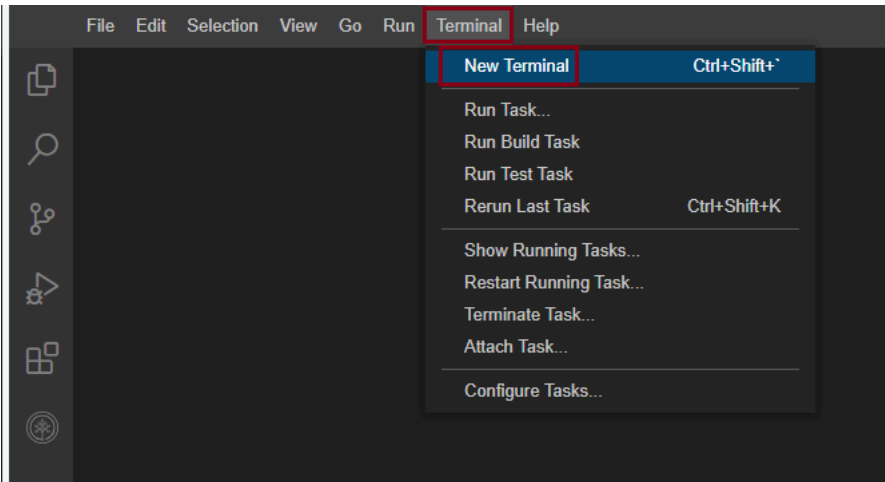 File Edit Selection View Go Run Terminal Help
New Terminal Ctrl+Shift+`
Run Task...
Run Build Task
Run Test Task
Rerun Last Task Ctrl+Shift+K
Show Running Tasks...
Restart Running Task...
Terminate Task...
Attach Task...
Configure Tasks...